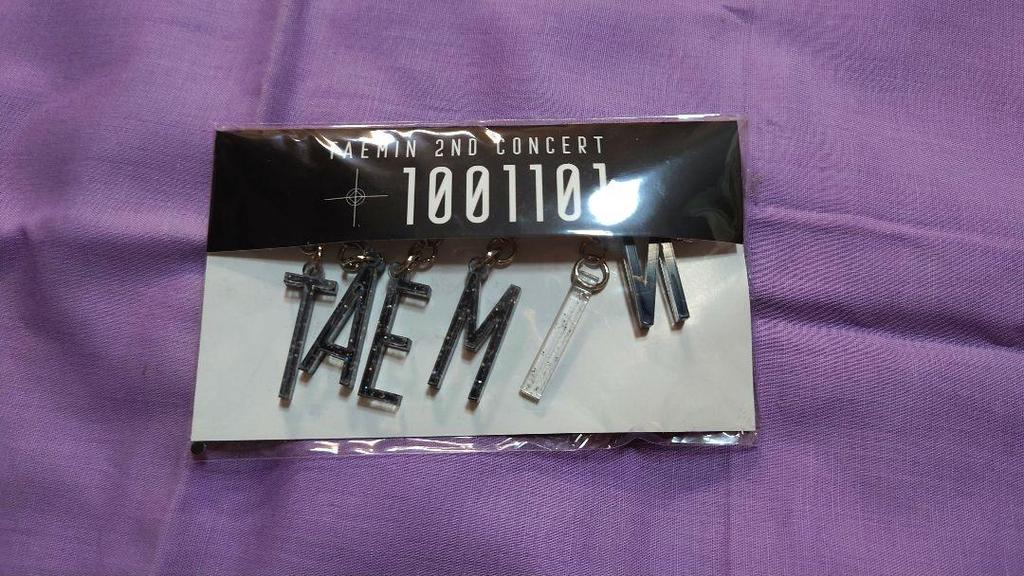 TAEMIN 2ND CONCERT
1001101
TAEMIN